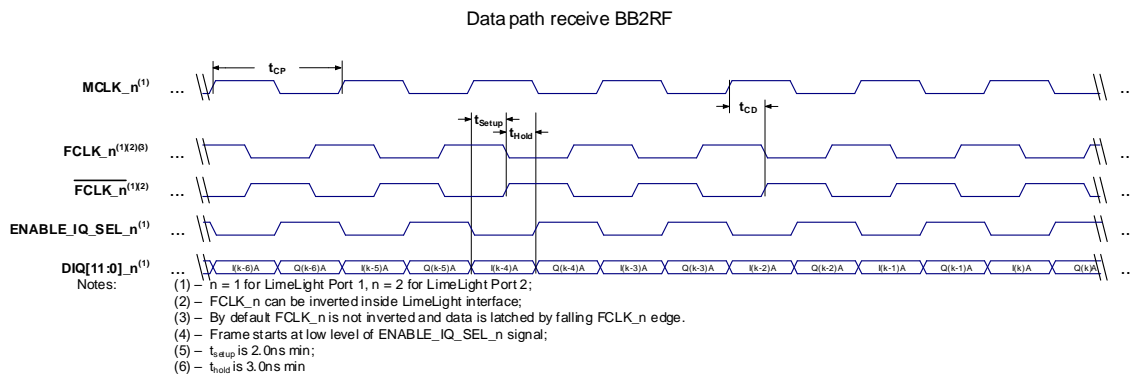 Data path receive BB2RF
t_CP
MCLK_n(1) ... ..
t_CD
t_Setup
t_Hold
FCLK_n(1)(2)(3) ... ..
FCLK_n(1)(2) ... ..
ENABLE_IQ_SEL_n(1) ... ..
DIQ[11:0]_n(1) ... I(k-6)A Q(k-6)A I(k-5)A Q(k-5)A I(k-4)A Q(k-4)A I(k-3)A Q(k-3)A I(k-2)A Q(k-2)A I(k-1)A Q(k-1)A I(k)A Q(k)A ..
Notes: (1) – n = 1 for LimeLight Port 1, n = 2 for LimeLight Port 2;
(2) – FCLK_n can be inverted inside LimeLight interface;
(3) – By default FCLK_n is not inverted and data is latched by falling FCLK_n edge.
(4) – Frame starts at low level of ENABLE_IQ_SEL_n signal;
(5) – t_setup is 2.0ns min;
(6) – t_hold is 3.0ns min